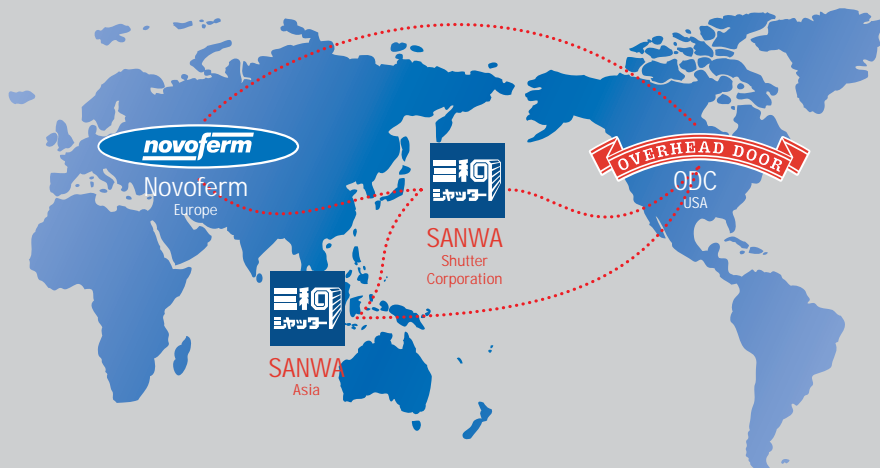 novoferm
Novoferm
Europe
三和
シャッター
SANWA
Shutter
Corporation
OVERHEAD DOOR
ODC
USA
三和
シャッター
SANWA
Asia